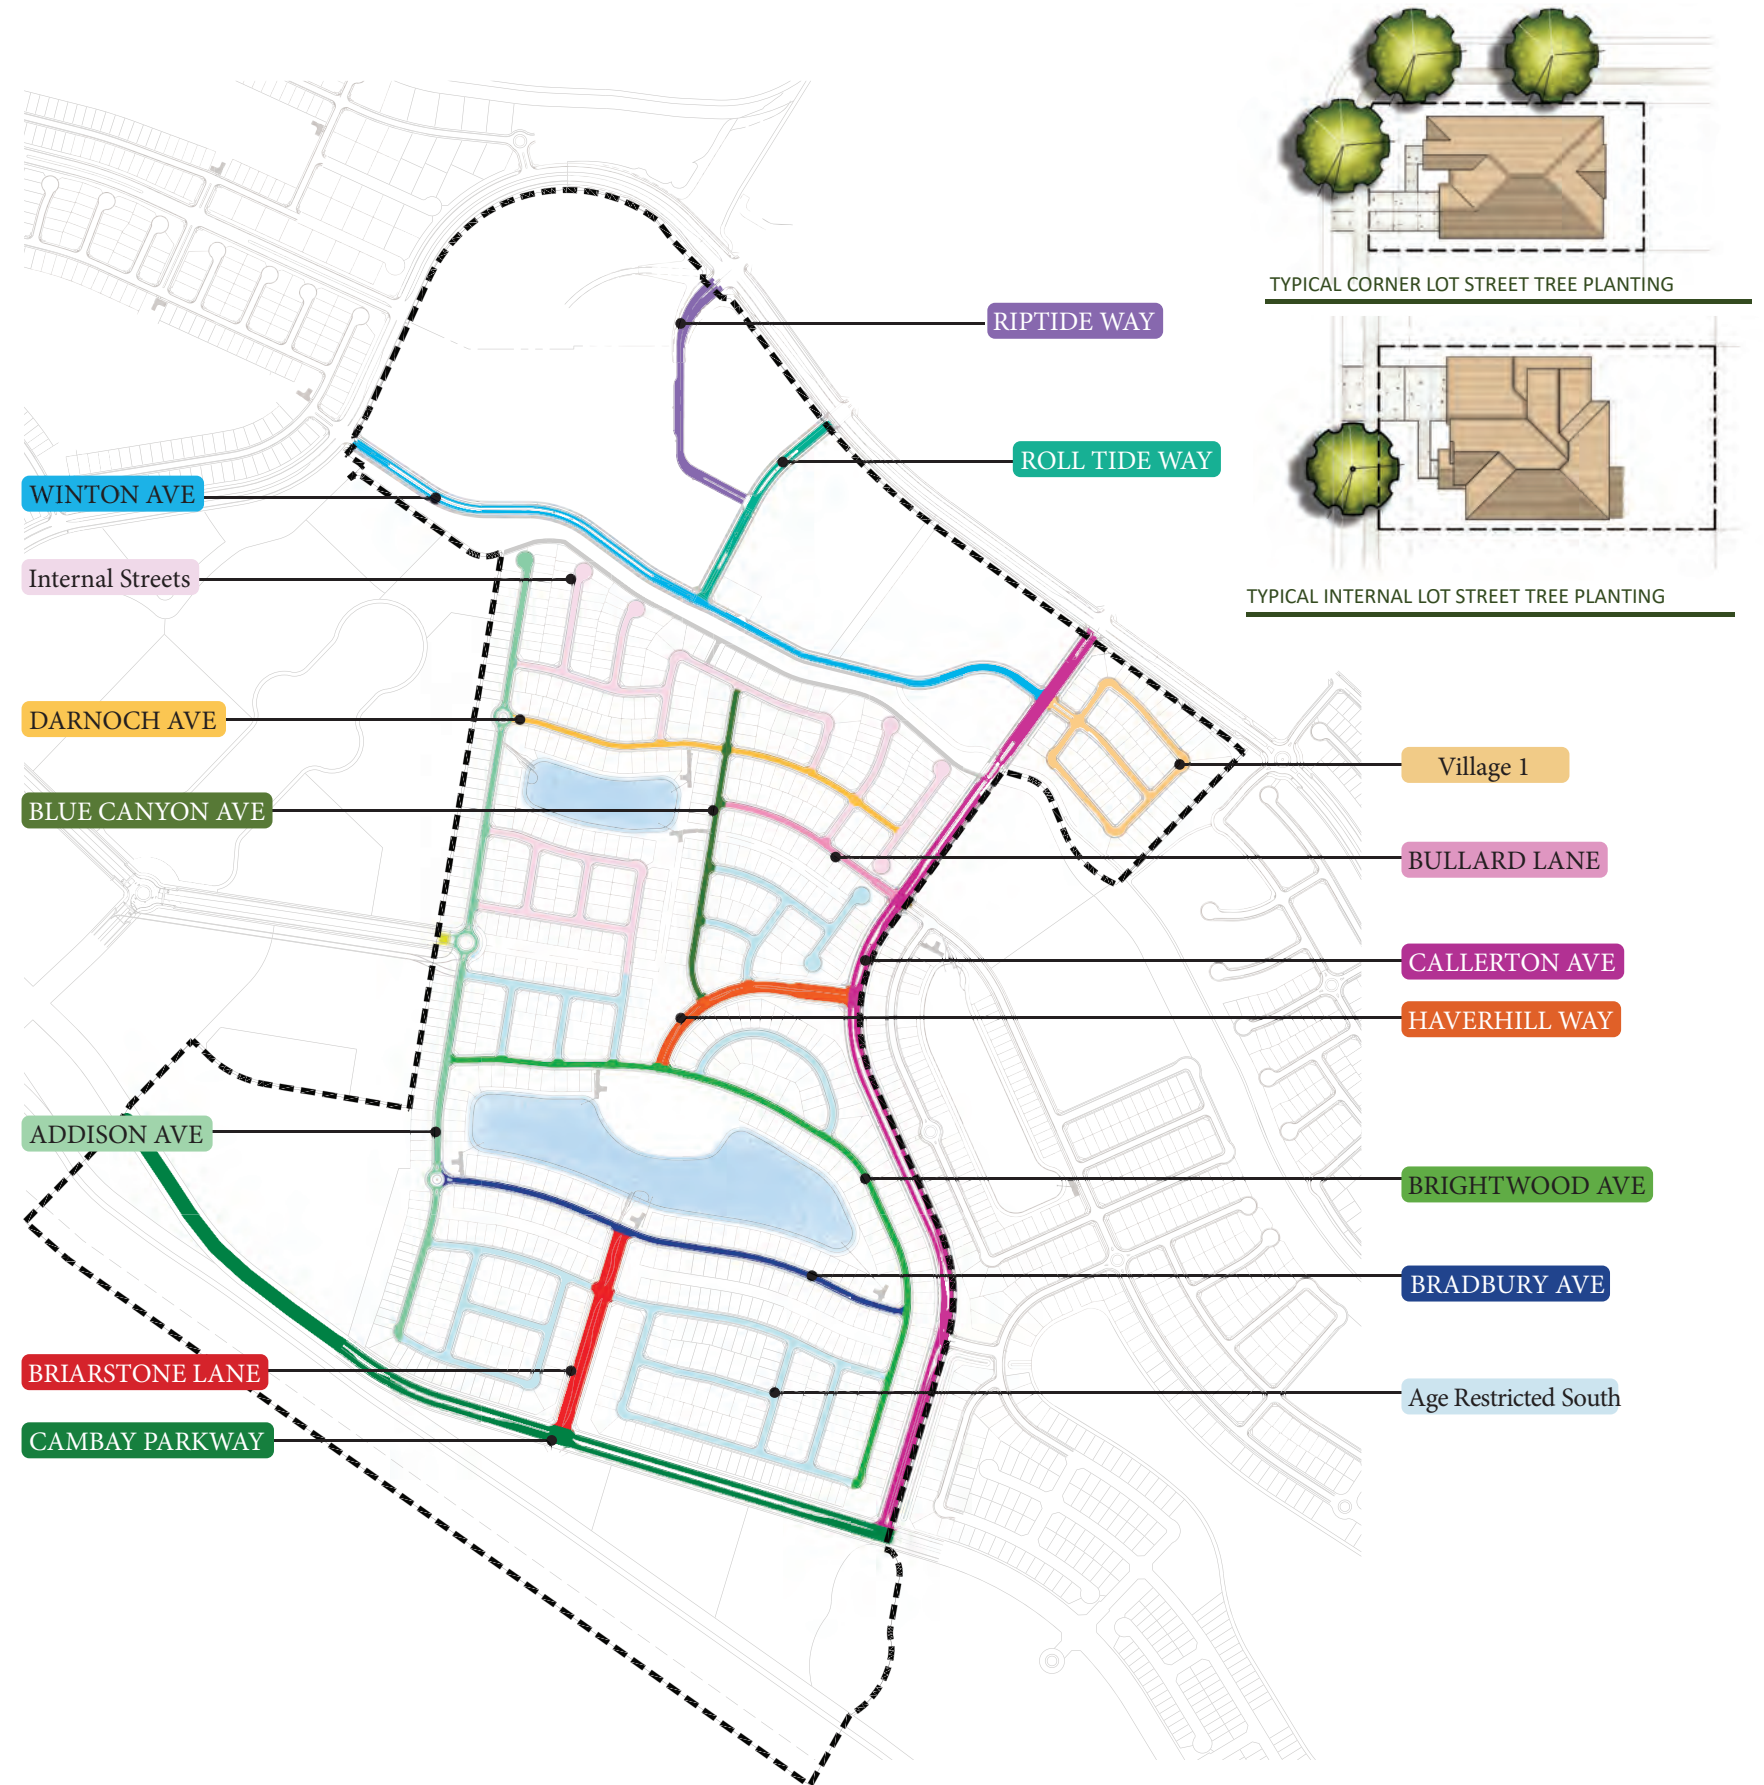 TYPICAL CORNER LOT STREET TREE PLANTING
RIPTIDE WAY
ROLL TIDE WAY
WINTON AVE
Internal Streets
TYPICAL INTERNAL LOT STREET TREE PLANTING
DARNOCH AVE
Village 1
BLUE CANYON AVE
BULLARD LANE
CALLERTON AVE
HAVERHILL WAY
ADDISON AVE
BRIGHTWOOD AVE
BRADBURY AVE
BRIARSTONE LANE
Age Restricted South
CAMBAY PARKWAY